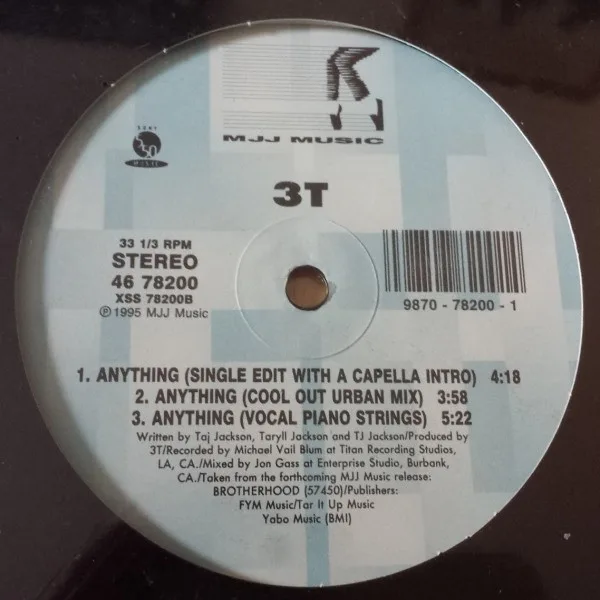 MJJ MUSIC
SONY
550
MUSIC
3T
33 1/3 RPM
STEREO
46 78200
XSS 78200B
℗1995 MJJ Music
9870 - 78200 - 1
1. ANYTHING (SINGLE EDIT WITH A CAPELLA INTRO) 4:18
2. ANYTHING (COOL OUT URBAN MIX) 3:58
3. ANYTHING (VOCAL PIANO STRINGS) 5:22
Written by Taj Jackson, Taryll Jackson and TJ Jackson/Produced by
3T/Recorded by Michael Vail Blum at Titan Recording Studios,
LA, CA./Mixed by Jon Gass at Enterprise Studio, Burbank,
CA./Taken from the forthcoming MJJ Music release:
BROTHERHOOD (57450)/Publishers:
FYM Music/Tar It Up Music
Yabo Music (BMI)